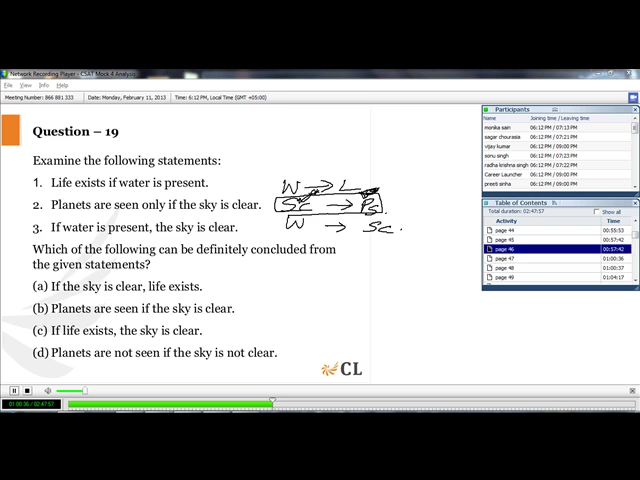 Network Recording Player - CSAT Mock 4 Analysis
File View Info Help
Meeting Number: 866 881 333 Date: Monday, February 11, 2013 Time: 6:12 PM, Local Time (GMT +05:00)
Question – 19
Examine the following statements:
1. Life exists if water is present.
2. Planets are seen only if the sky is clear.
3. If water is present, the sky is clear.
Which of the following can be definitely concluded from
the given statements?
(a) If the sky is clear, life exists.
(b) Planets are seen if the sky is clear.
(c) If life exists, the sky is clear.
(d) Planets are not seen if the sky is not clear.
W → L
SC → PS
W → SC.
CL
Participants
Name Joining time / Leaving time
monika sain 06:12 PM / 07:13 PM
sagar chourasia 06:12 PM / 07:21 PM
vijay kumar 06:12 PM / 09:00 PM
sonu singh 06:12 PM / 07:23 PM
radha krishna singh 06:12 PM / 07:22 PM
Career Launcher 06:12 PM / 09:00 PM
preeti sinha 06:12 PM / 09:00 PM
Table of Contents
Total duration: 02:47:57 Show all
Activity Time
page 44 00:55:53
page 45 00:57:42
page 46 00:57:42
page 47 01:00:36
page 48 01:00:37
page 49 01:04:17
01:00:36 / 02:47:57